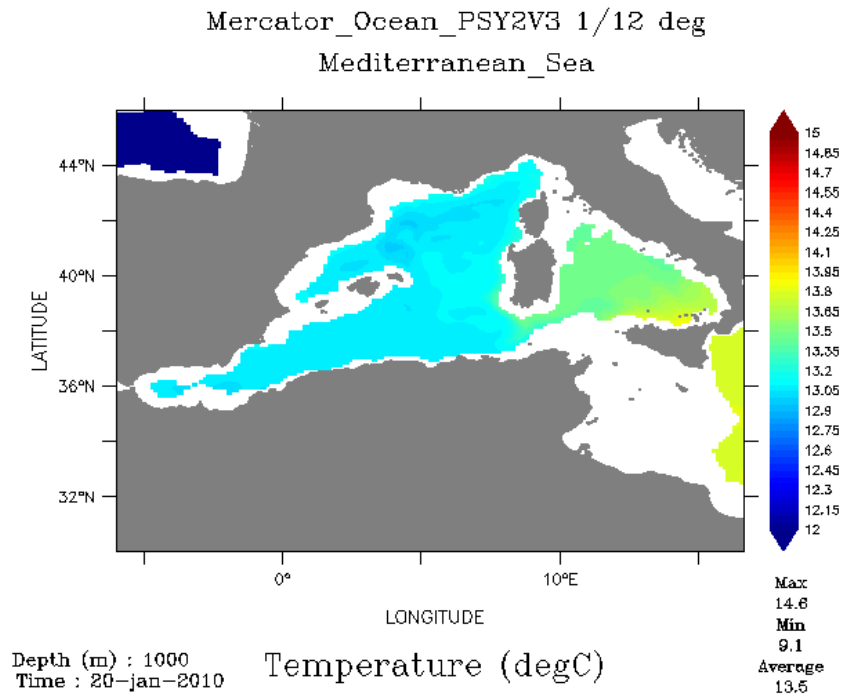 Mercator_Ocean_PSY2V3 1/12 deg
Mediterranean_Sea
15
14.85
14.7
14.55
14.4
14.25
14.1
13.95
13.8
13.65
13.5
13.35
13.2
13.05
12.9
12.75
12.6
12.45
12.3
12.15
12
44°N
40°N
36°N
32°N
LATITUDE
0°
10°E
LONGITUDE
Max
14.6
Min
9.1
Average
13.5
Depth (m) : 1000
Time : 20-jan-2010
Temperature (degC)